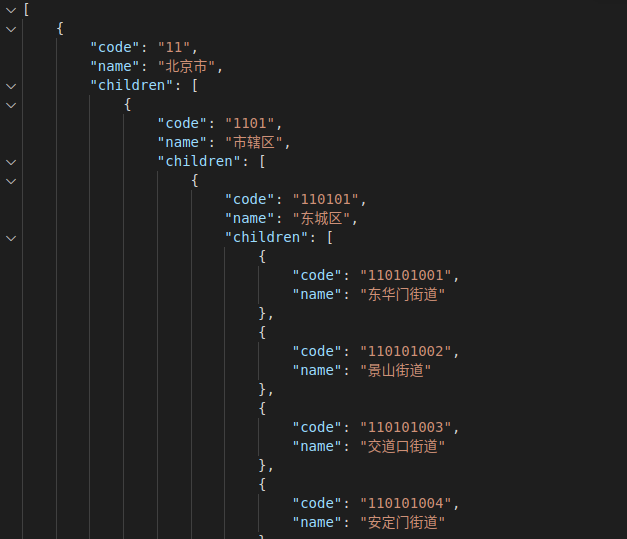 [
{
"code": "11",
"name": "北京市",
"children": [
{
"code": "1101",
"name": "市辖区",
"children": [
{
"code": "110101",
"name": "东城区",
"children": [
{
"code": "110101001",
"name": "东华门街道"
},
{
"code": "110101002",
"name": "景山街道"
},
{
"code": "110101003",
"name": "交道口街道"
},
{
"code": "110101004",
"name": "安定门街道"